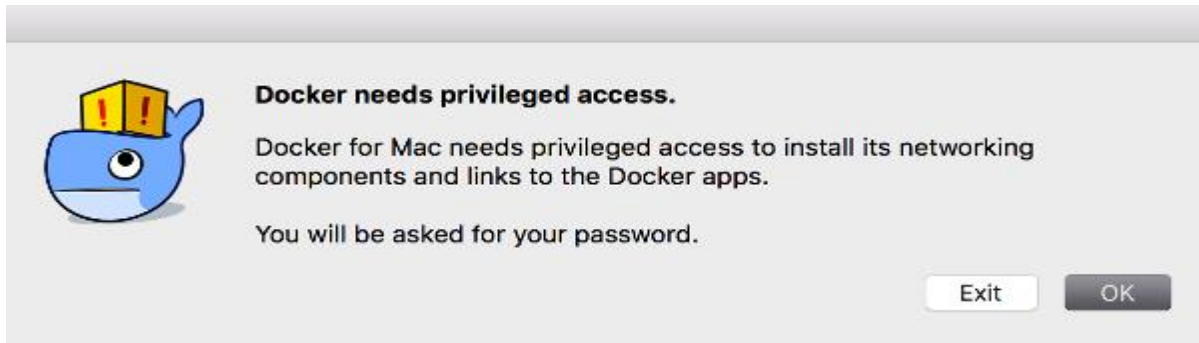 ! !
Docker needs privileged access.
Docker for Mac needs privileged access to install its networking
components and links to the Docker apps.
You will be asked for your password.
Exit OK